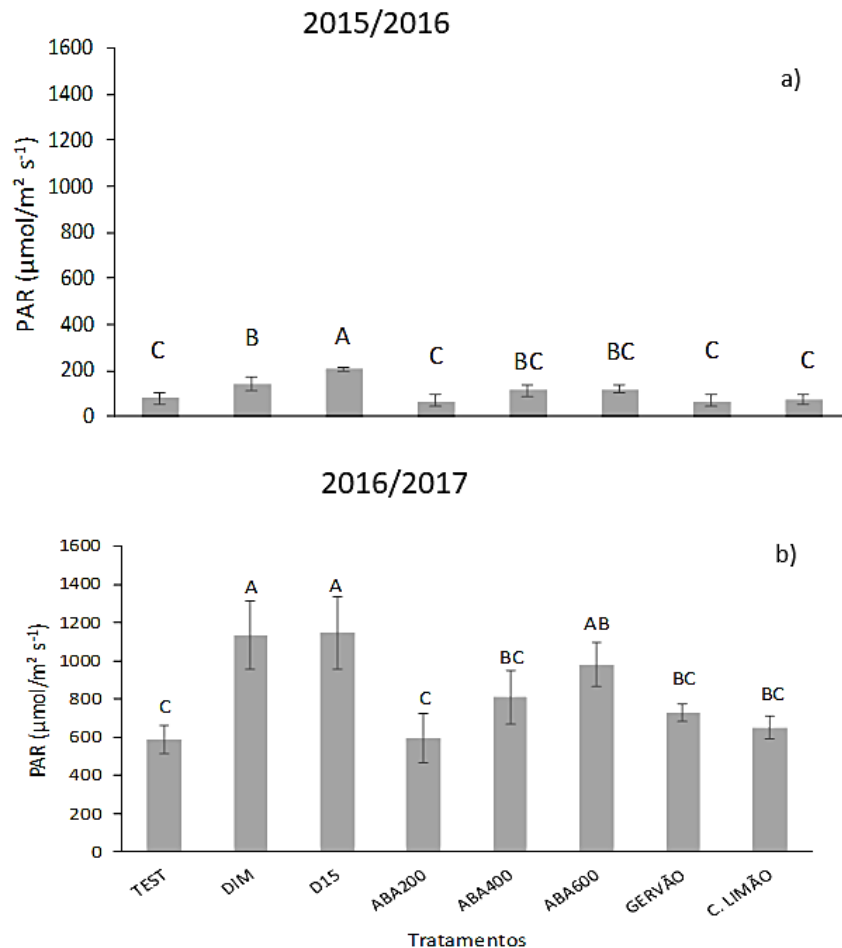 2015/2016
a)
PAR (µmol/m² s⁻¹)
1600
1400
1200
1000
800
600
400
200
0
C B A C BC BC C C
2016/2017
b)
PAR (µmol/m² s⁻¹)
1600
1400
1200
1000
800
600
400
200
0
C A A C BC AB BC BC
TEST DIM D15 ABA200 ABA400 ABA600 GERVÃO C. LIMÃO
Tratamentos